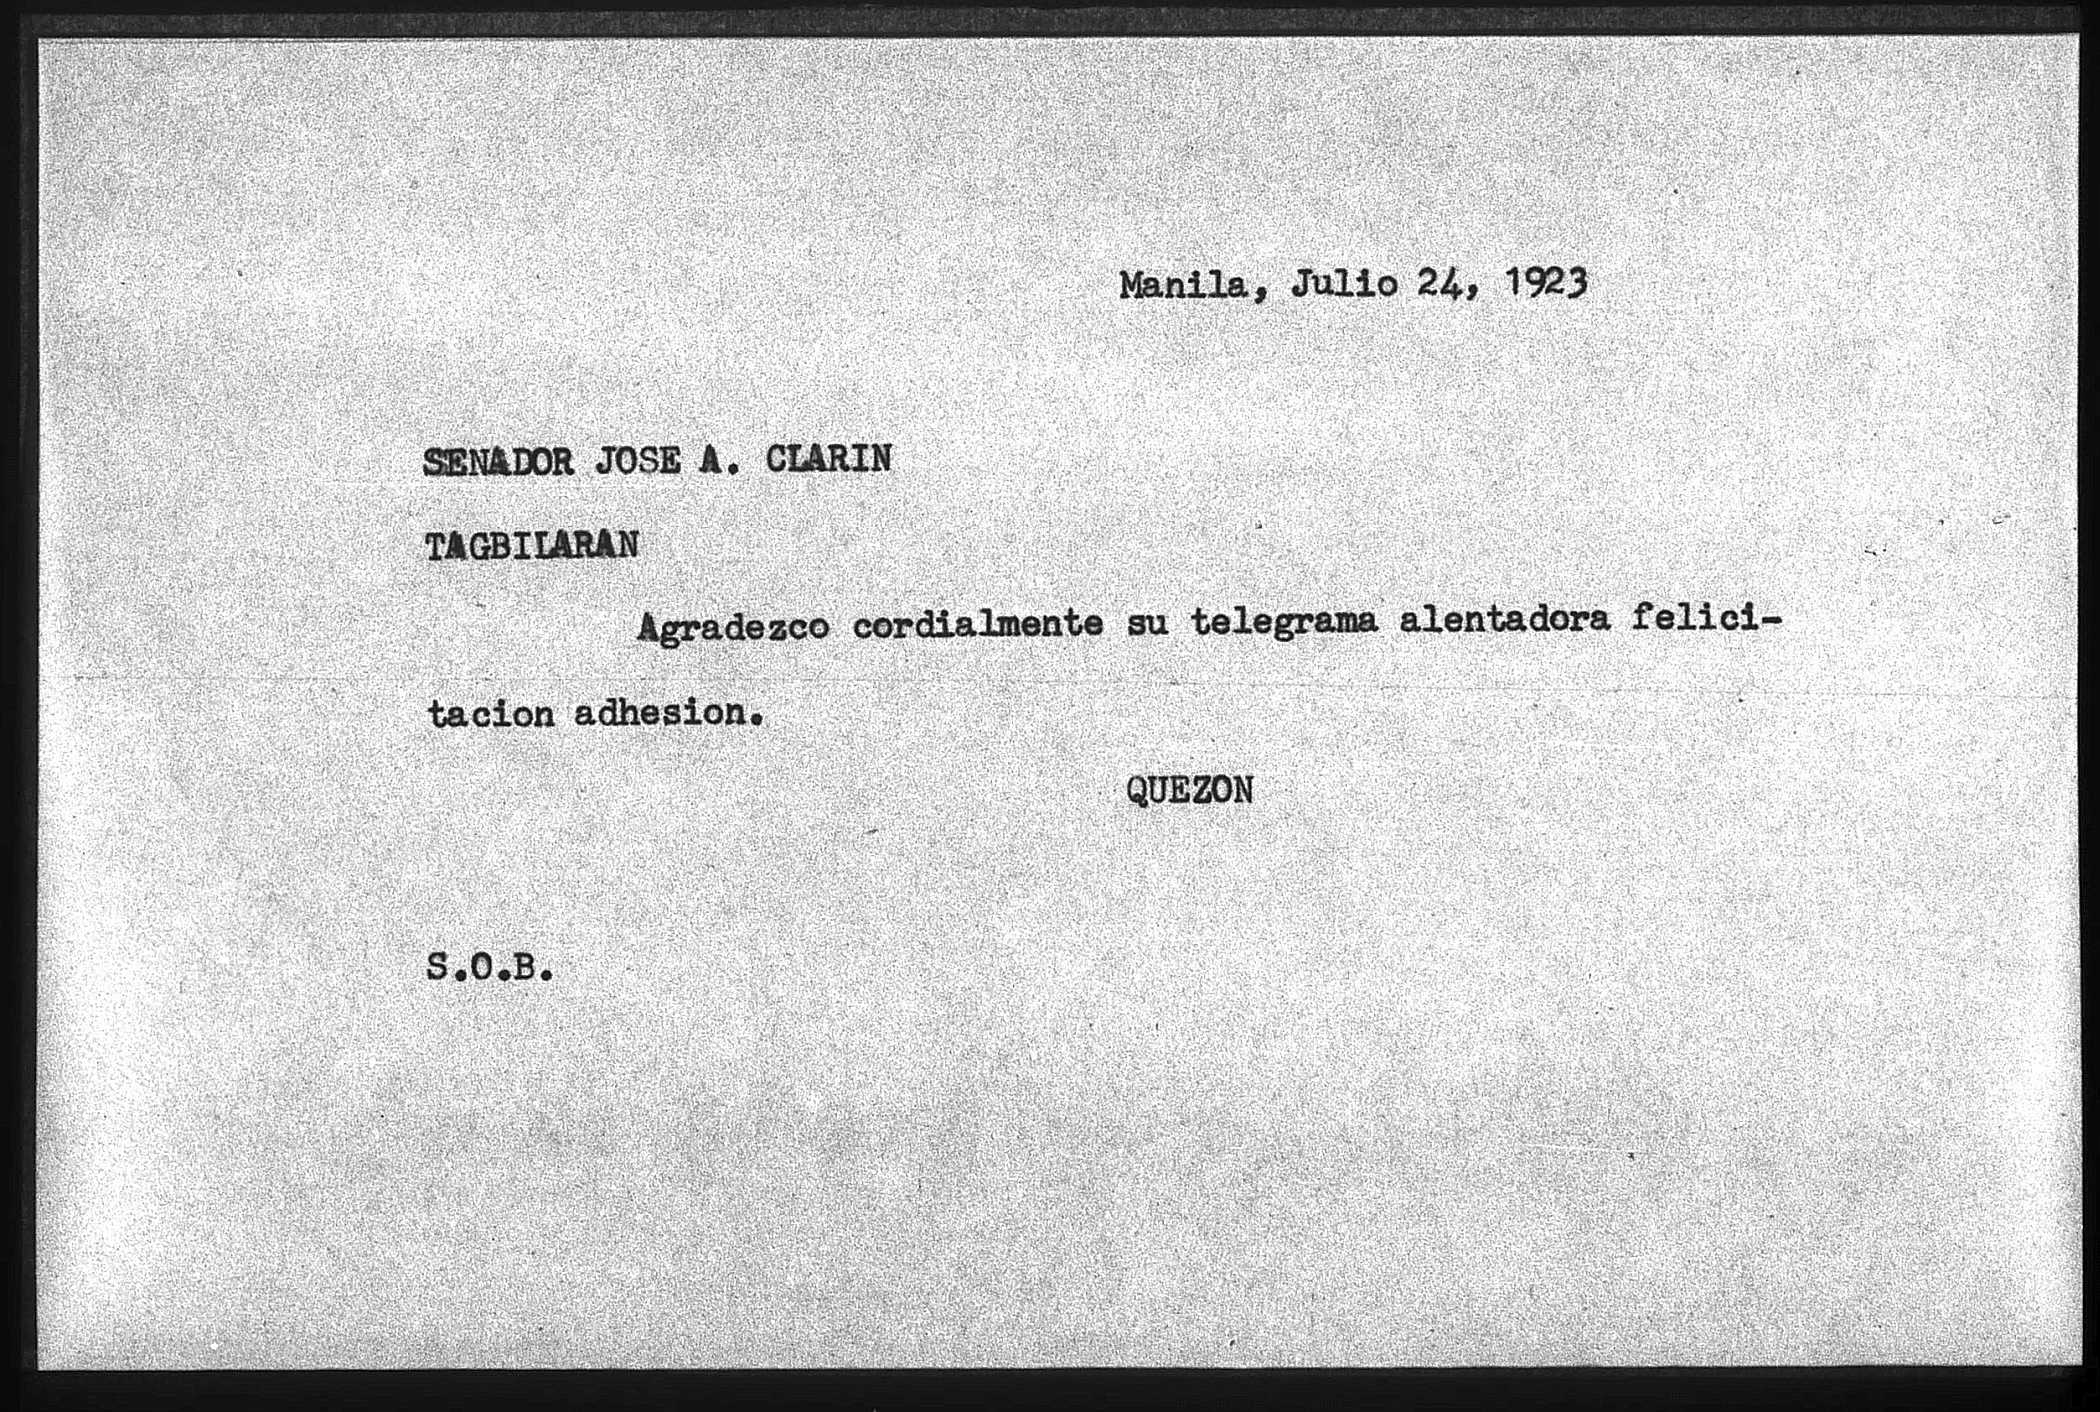 Manila, Julio 24, 1923
SENADOR JOSE A. CLARIN
TAGBILARAN
Agradezco cordialmente su telegrama alentadora felici-
tacion adhesion.
QUEZON
S.O.B.